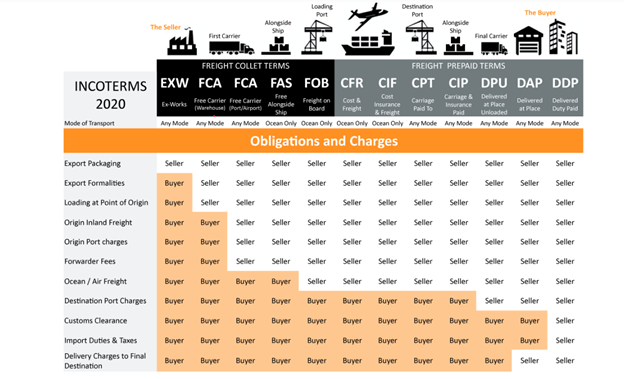 Loading Port
Destination Port
The Buyer
Alongside Ship
Alongside Ship
The Seller
First Carrier
Final Carrier
FREIGHT COLLET TERMS
FREIGHT PREPAID TERMS
INCOTERMS 2020
EXW FCA FCA FAS FOB CFR CIF CPT CIP DPU DAP DDP
Ex-Works
Free Carrier (Warehouse)
Free Carrier (Port/Airport)
Free Alongside Ship
Freight on Board
Cost & Freight
Cost Insurance & Freight
Carriage Paid To
Carriage & Insurance Paid
Delivered at Place Unloaded
Delivered at Place
Delivered Duty Paid
Mode of Transport Any Mode Any Mode Any Mode Ocean Only Ocean Only Ocean Only Ocean Only Any Mode Any Mode Any Mode Any Mode Any Mode
Obligations and Charges
Export Packaging Seller Seller Seller Seller Seller Seller Seller Seller Seller Seller Seller Seller
Export Formalities Buyer Seller Seller Seller Seller Seller Seller Seller Seller Seller Seller Seller
Loading at Point of Origin Buyer Seller Seller Seller Seller Seller Seller Seller Seller Seller Seller Seller
Origin Inland Freight Buyer Buyer Seller Seller Seller Seller Seller Seller Seller Seller Seller Seller
Origin Port charges Buyer Buyer Seller Seller Seller Seller Seller Seller Seller Seller Seller Seller
Forwarder Fees Buyer Buyer Seller Seller Seller Seller Seller Seller Seller Seller Seller Seller
Ocean / Air Freight Buyer Buyer Buyer Buyer Seller Seller Seller Seller Seller Seller Seller Seller
Destination Port Charges Buyer Buyer Buyer Buyer Buyer Buyer Buyer Buyer Buyer Seller Seller Seller
Customs Clearance Buyer Buyer Buyer Buyer Buyer Buyer Buyer Buyer Buyer Buyer Buyer Seller
Import Duties & Taxes Buyer Buyer Buyer Buyer Buyer Buyer Buyer Buyer Buyer Buyer Buyer Seller
Delivery Charges to Final Destination Buyer Buyer Buyer Buyer Buyer Buyer Buyer Buyer Buyer Buyer Seller Seller